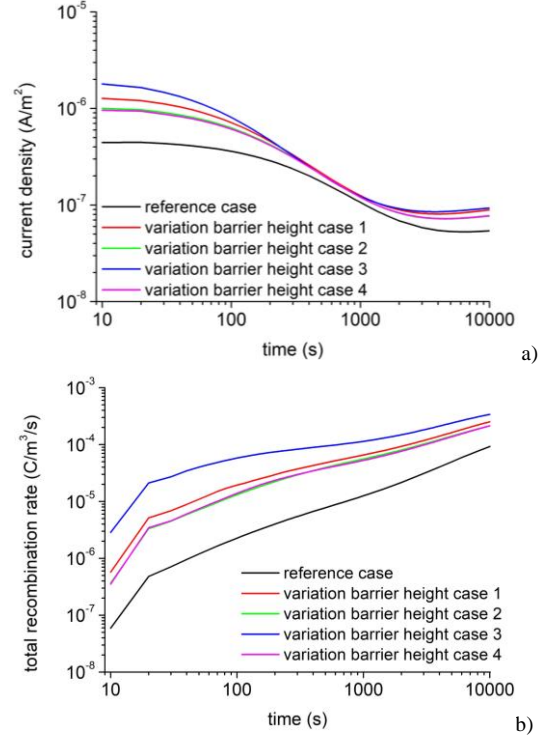 10⁻⁵
10⁻⁶
10⁻⁷
10⁻⁸
current density (A/m²)
reference case
variation barrier height case 1
variation barrier height case 2
variation barrier height case 3
variation barrier height case 4
10 100 1000 10000
time (s)
a)
10⁻³
10⁻⁴
10⁻⁵
10⁻⁶
10⁻⁷
10⁻⁸
total recombination rate (C/m³/s)
reference case
variation barrier height case 1
variation barrier height case 2
variation barrier height case 3
variation barrier height case 4
10 100 1000 10000
time (s)
b)